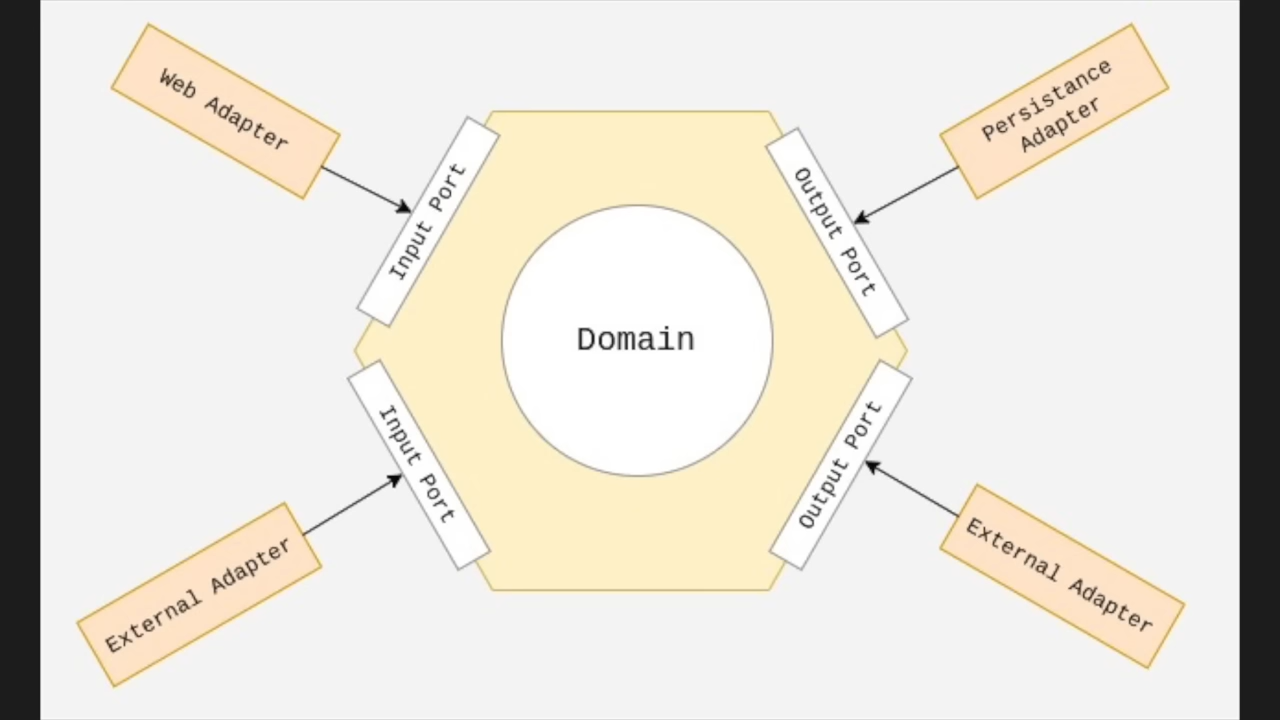 Web Adapter
Persistance
Adapter
Input Port
Output Port
Domain
Input Port
Output Port
External Adapter
External Adapter